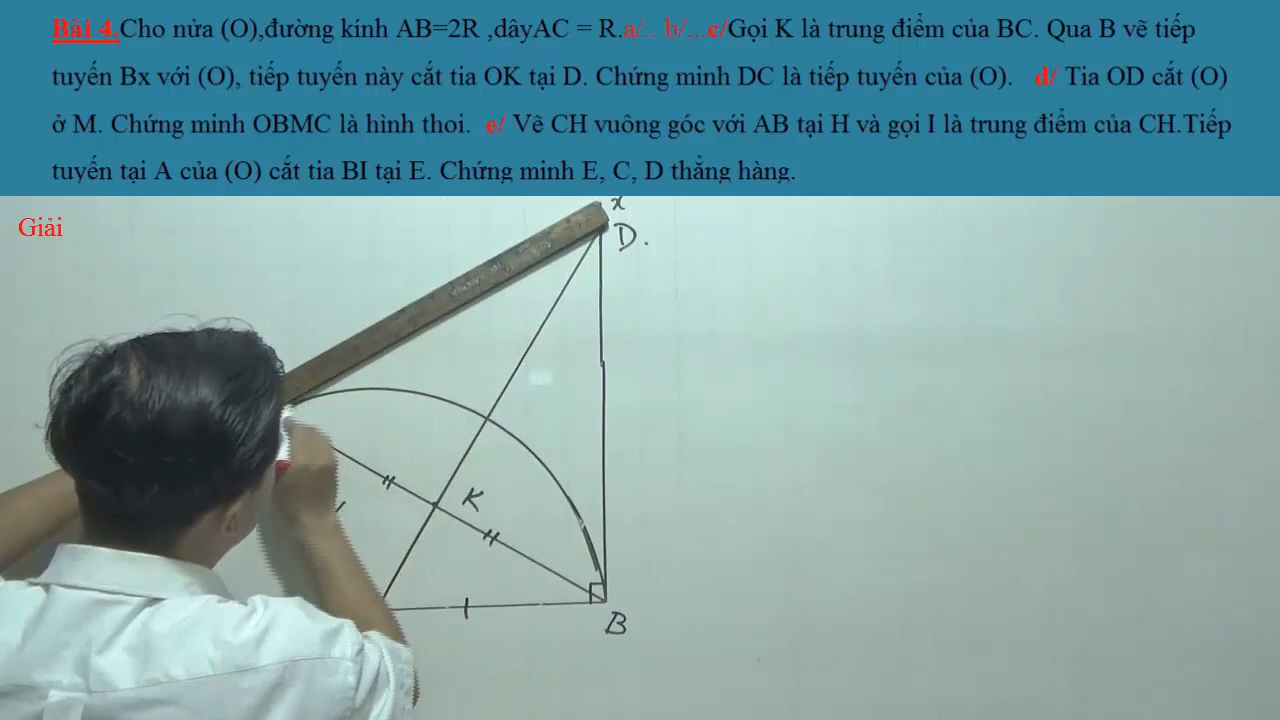 Bài 4.Cho nửa (O),đường kính AB=2R ,dâyAC = R.a/.. b/...c/Gọi K là trung điểm của BC. Qua B vẽ tiếp
tuyến Bx với (O), tiếp tuyến này cắt tia OK tại D. Chứng minh DC là tiếp tuyến của (O). d/ Tia OD cắt (O)
ở M. Chứng minh OBMC là hình thoi. e/ Vẽ CH vuông góc với AB tại H và gọi I là trung điểm của CH.Tiếp
tuyến tại A của (O) cắt tia BI tại E. Chứng minh E, C, D thẳng hàng.
Giải
x
D.
K
B